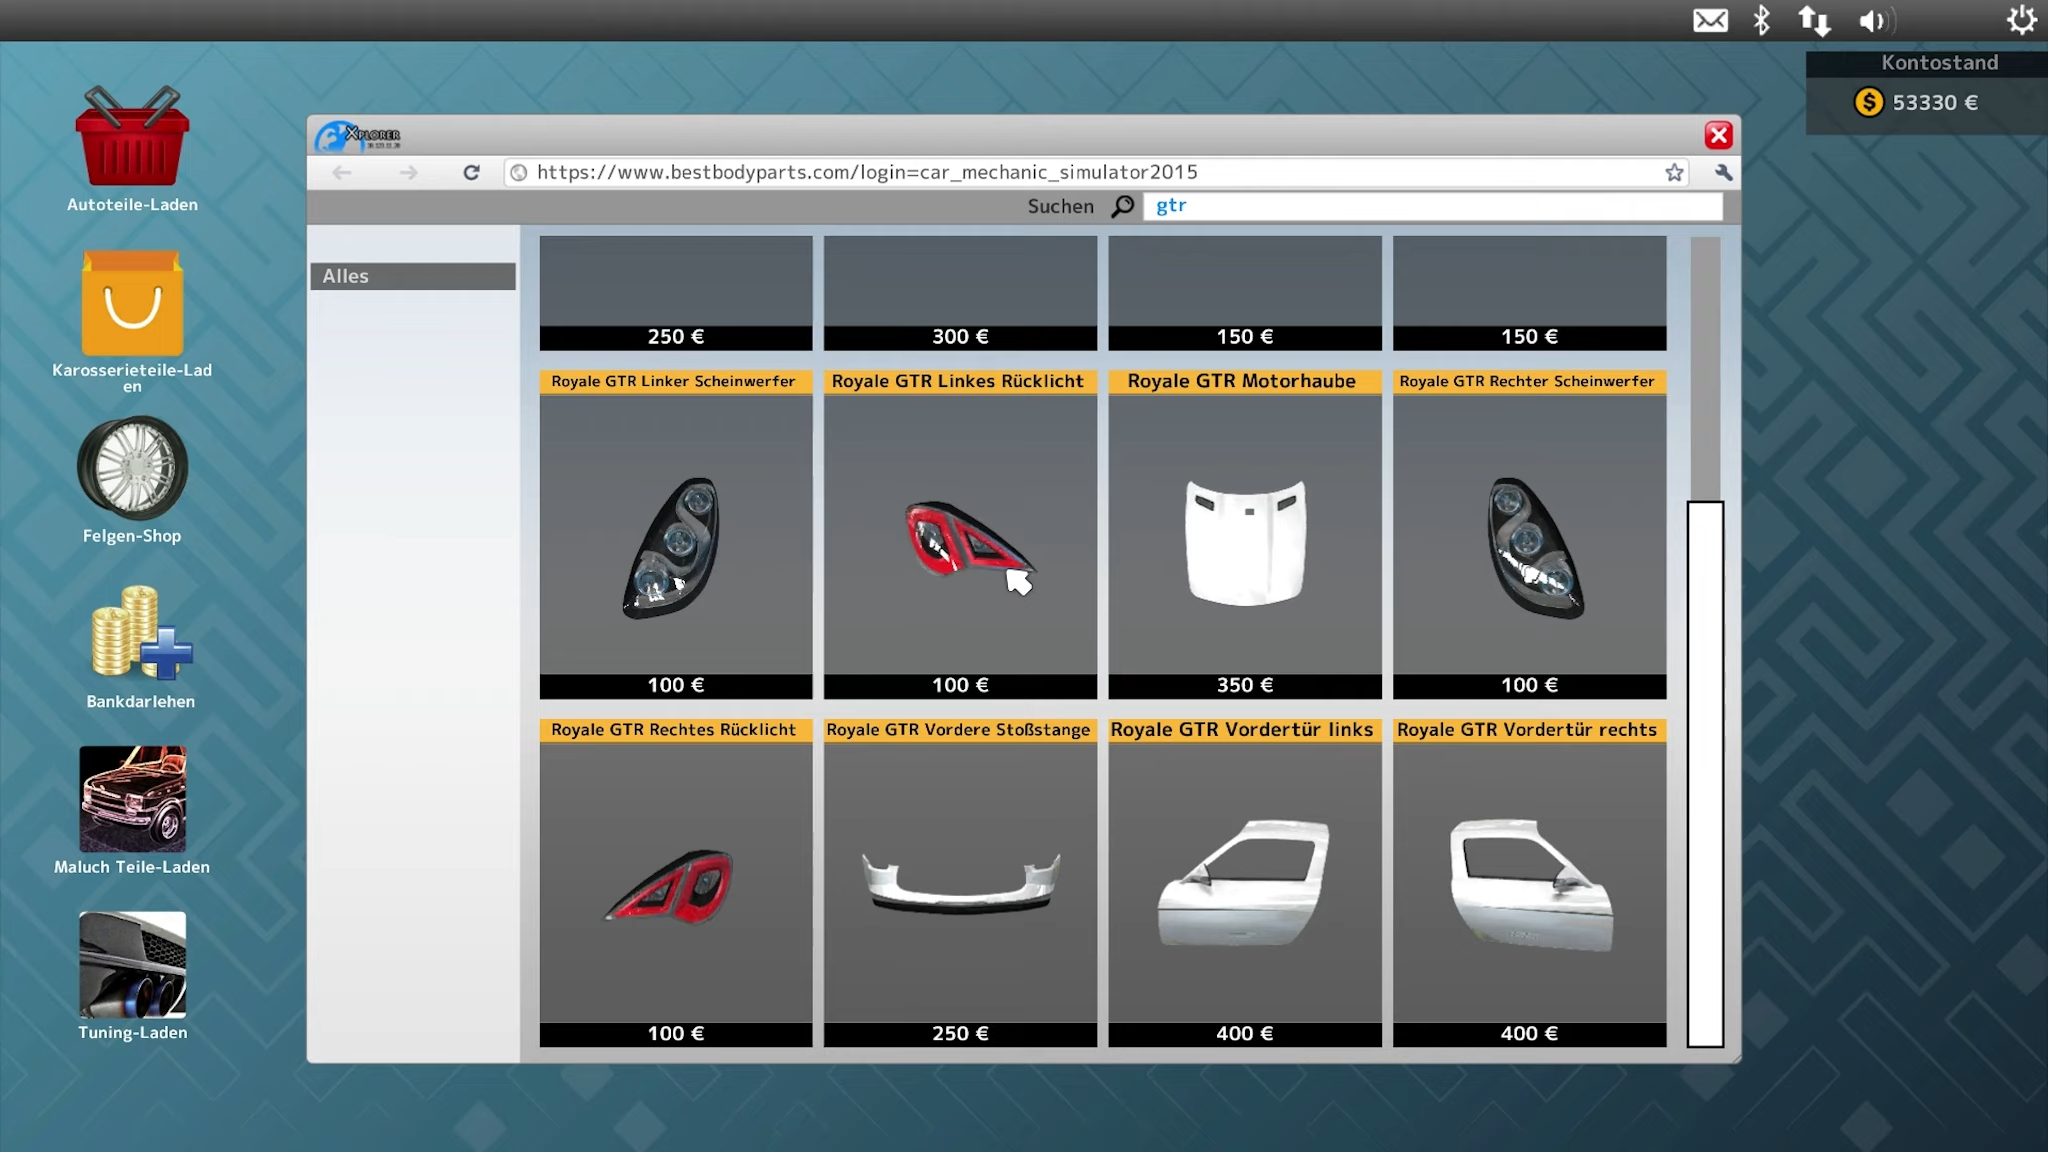 Kontostand
53330 €
Autoteile-Laden
Karosserieteile-Lad
en
Felgen-Shop
Bankdarlehen
Maluch Teile-Laden
Tuning-Laden
XPLORER
https://www.bestbodyparts.com/login=car_mechanic_simulator2015
Suchen gtr
Alles
250 € 300 € 150 € 150 €
Royale GTR Linker Scheinwerfer Royale GTR Linkes Rücklicht Royale GTR Motorhaube Royale GTR Rechter Scheinwerfer
100 € 100 € 350 € 100 €
Royale GTR Rechtes Rücklicht Royale GTR Vordere Stoßstange Royale GTR Vordertür links Royale GTR Vordertür rechts
100 € 250 € 400 € 400 €